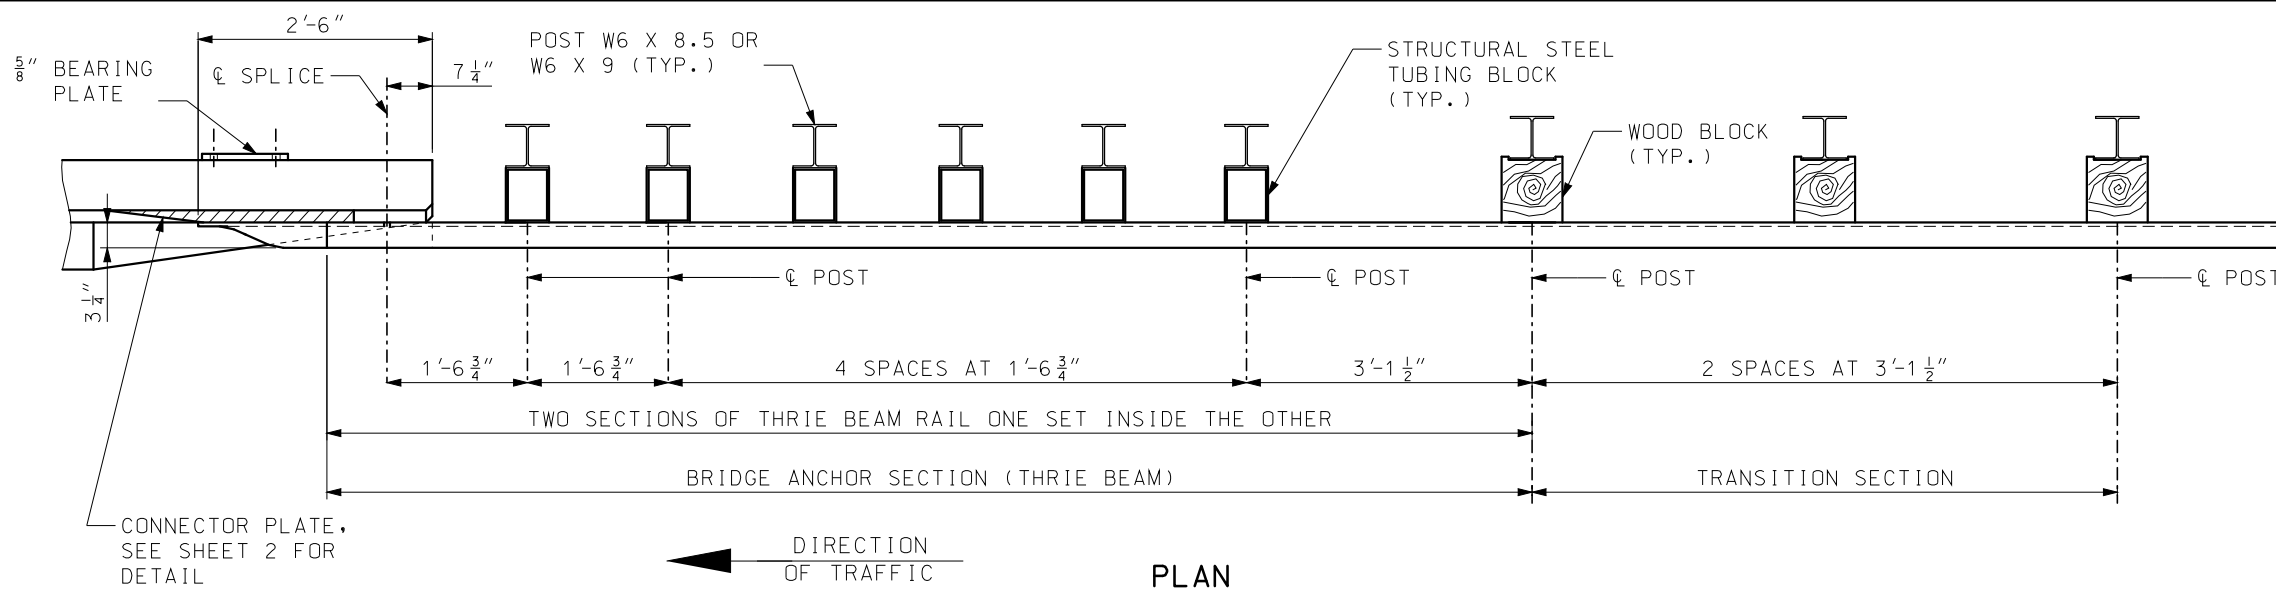 2'-6"
5/8" BEARING
PLATE
℄ SPLICE
7 1/4"
POST W6 X 8.5 OR
W6 X 9 (TYP.)
STRUCTURAL STEEL
TUBING BLOCK
(TYP.)
WOOD BLOCK
(TYP.)
3 1/4"
℄ POST
℄ POST
℄ POST
℄ POST
1'-6 3/4"
1'-6 3/4"
4 SPACES AT 1'-6 3/4"
3'-1 1/2"
2 SPACES AT 3'-1 1/2"
TWO SECTIONS OF THRIE BEAM RAIL ONE SET INSIDE THE OTHER
BRIDGE ANCHOR SECTION (THRIE BEAM)
TRANSITION SECTION
CONNECTOR PLATE,
SEE SHEET 2 FOR
DETAIL
DIRECTION
OF TRAFFIC
PLAN